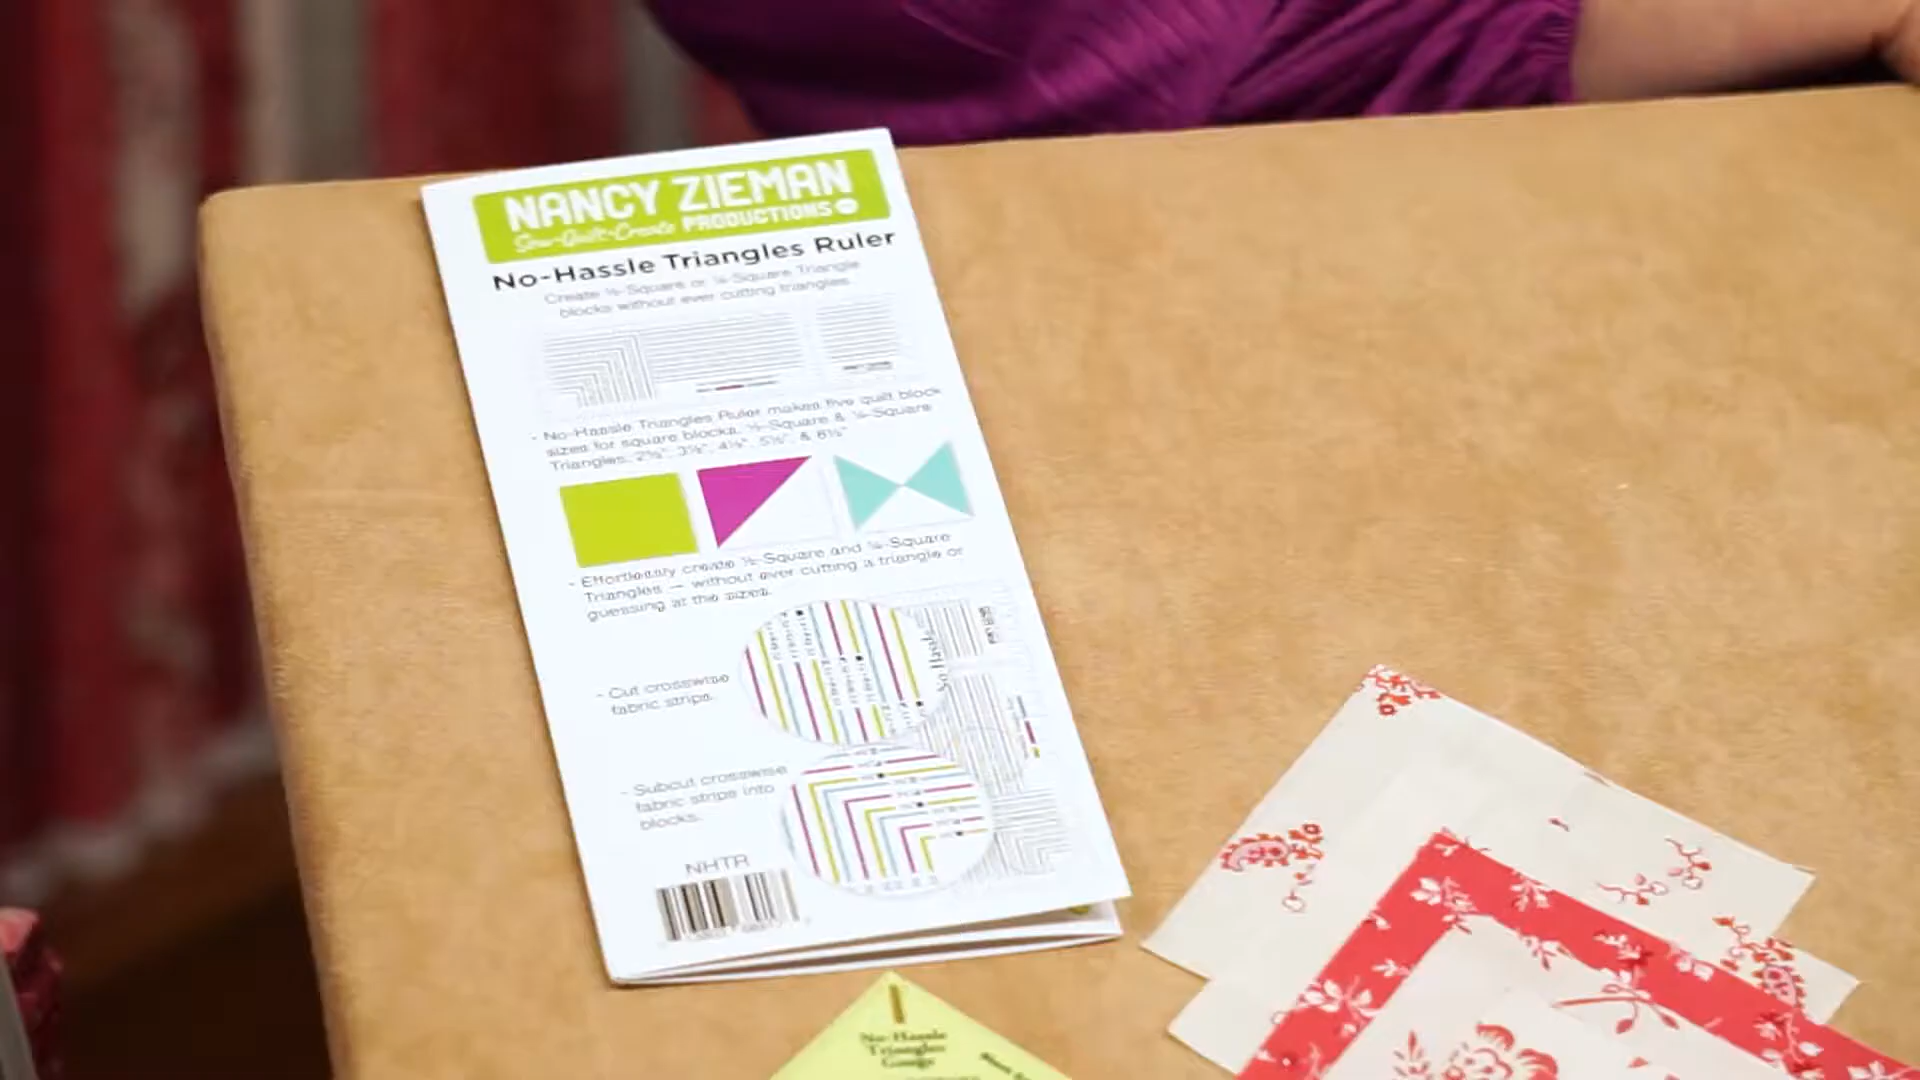 NANCY ZIEMAN
Sew·Quilt·Create PRODUCTIONS
No-Hassle Triangles Ruler
Create ½-Square or ¼-Square Triangle
blocks without ever cutting triangles.
- No-Hassle Triangles Ruler makes five quilt block
sizes for square blocks, ½-Square & ¼-Square
Triangles: 2½", 3½", 4½", 5½", & 6½"
- Effortlessly create ½-Square and ¼-Square
Triangles — without ever cutting a triangle or
guessing at the sizes.
- Cut crosswise
fabric strips.
- Subcut crosswise
fabric strips into
blocks.
NHTR
No-Hassle
Triangles
Gauge